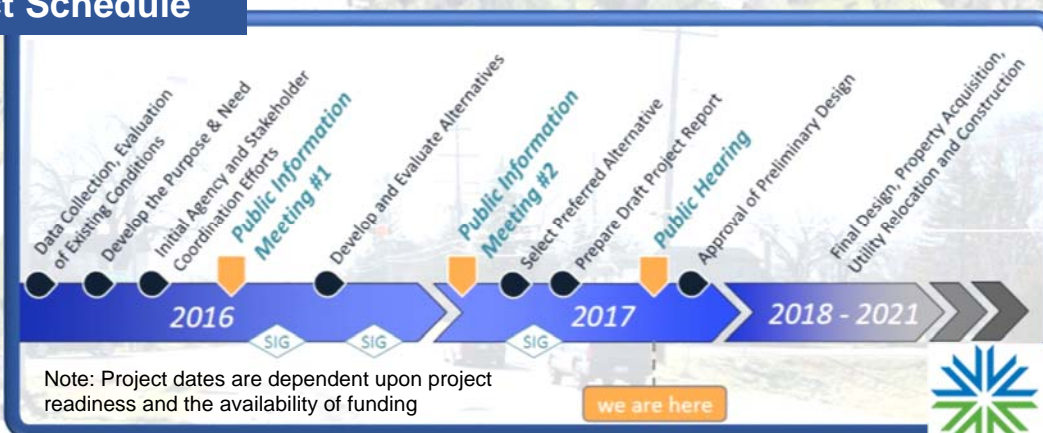 ct Schedule
Data Collection, Evaluation
of Existing Conditions
Develop the Purpose & Need
Initial Agency and Stakeholder
Coordination Efforts
Public Information
Meeting #1
Develop and Evaluate Alternatives
Public Information
Meeting #2
Select Preferred Alternative
Prepare Draft Project Report
Public Hearing
Approval of Preliminary Design
Final Design, Property Acquisition,
Utility Relocation and Construction
2016
2017
2018 - 2021
SIG
SIG
SIG
Note: Project dates are dependent upon project
readiness and the availability of funding
we are here